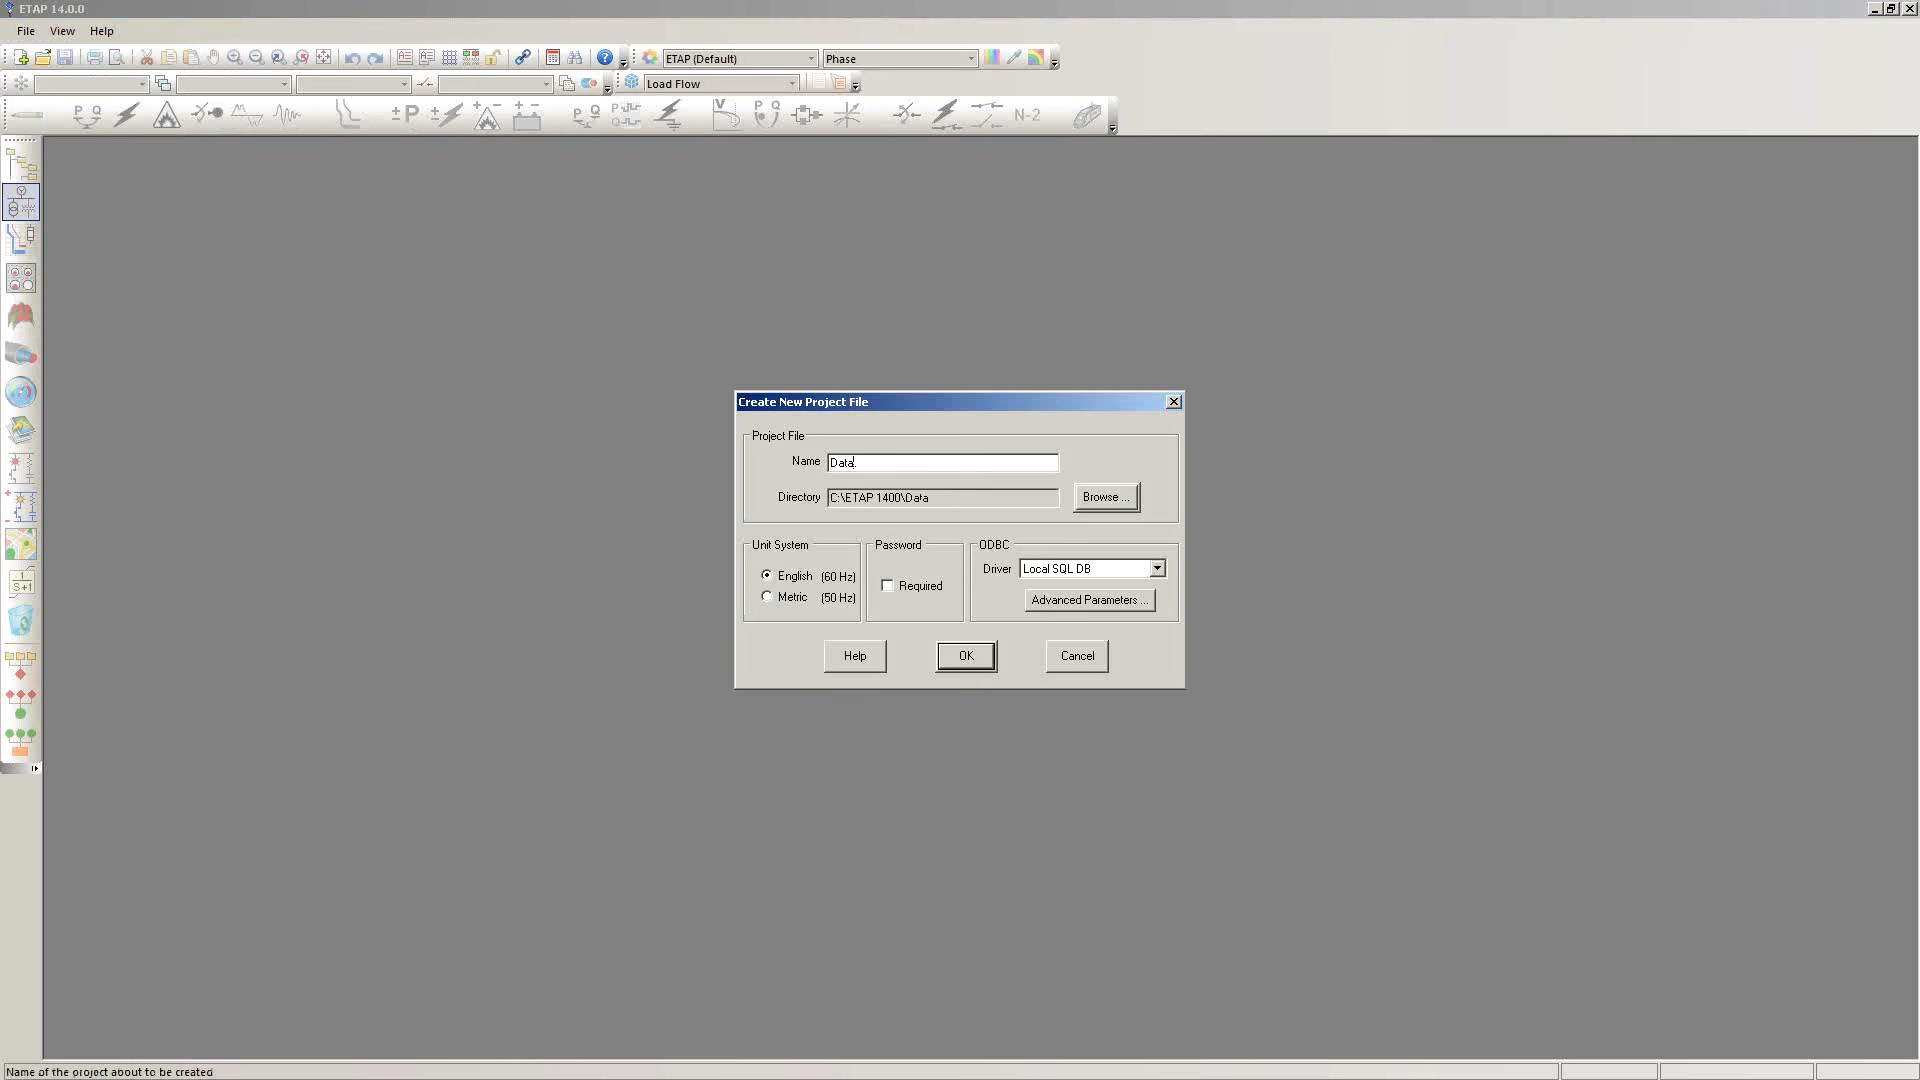 ETAP 14.0.0
File View Help
ETAP (Default) Phase
Load Flow
P Q +P P Q P Q V P Q N-2
Create New Project File
Project File
Name Data
Directory C:\ETAP 1400\Data Browse ...
Unit System Password ODBC
Driver Local SQL DB
English (60 Hz) Required
Metric (50 Hz) Advanced Parameters ...
Help OK Cancel
S+1
Name of the project about to be created